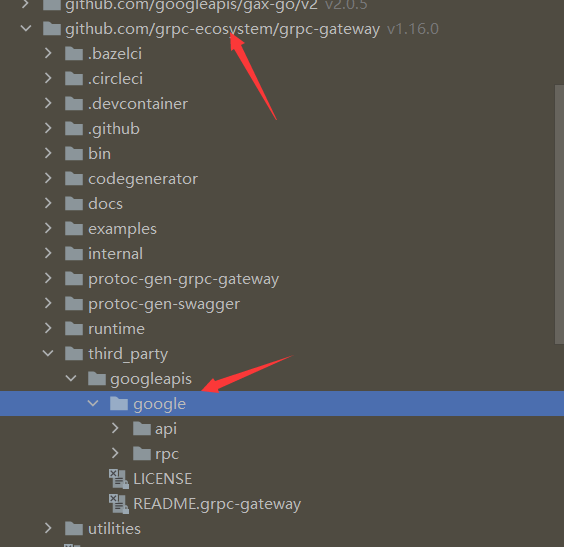 github.com/googleapis/gax-go/v2 v2.0.5
github.com/grpc-ecosystem/grpc-gateway v1.16.0
.bazelci
.circleci
.devcontainer
.github
bin
codegenerator
docs
examples
internal
protoc-gen-grpc-gateway
protoc-gen-swagger
runtime
third_party
googleapis
google
api
rpc
LICENSE
README.grpc-gateway
utilities